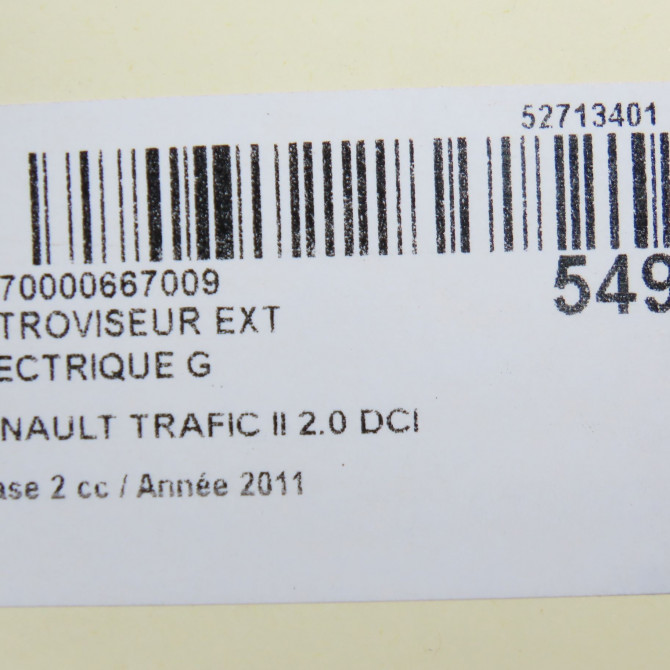 52713401
70000667009
549
TROVISEUR EXT
ECTRIQUE G
NAULT TRAFIC II 2.0 DCI
ase 2 cc / Année 2011